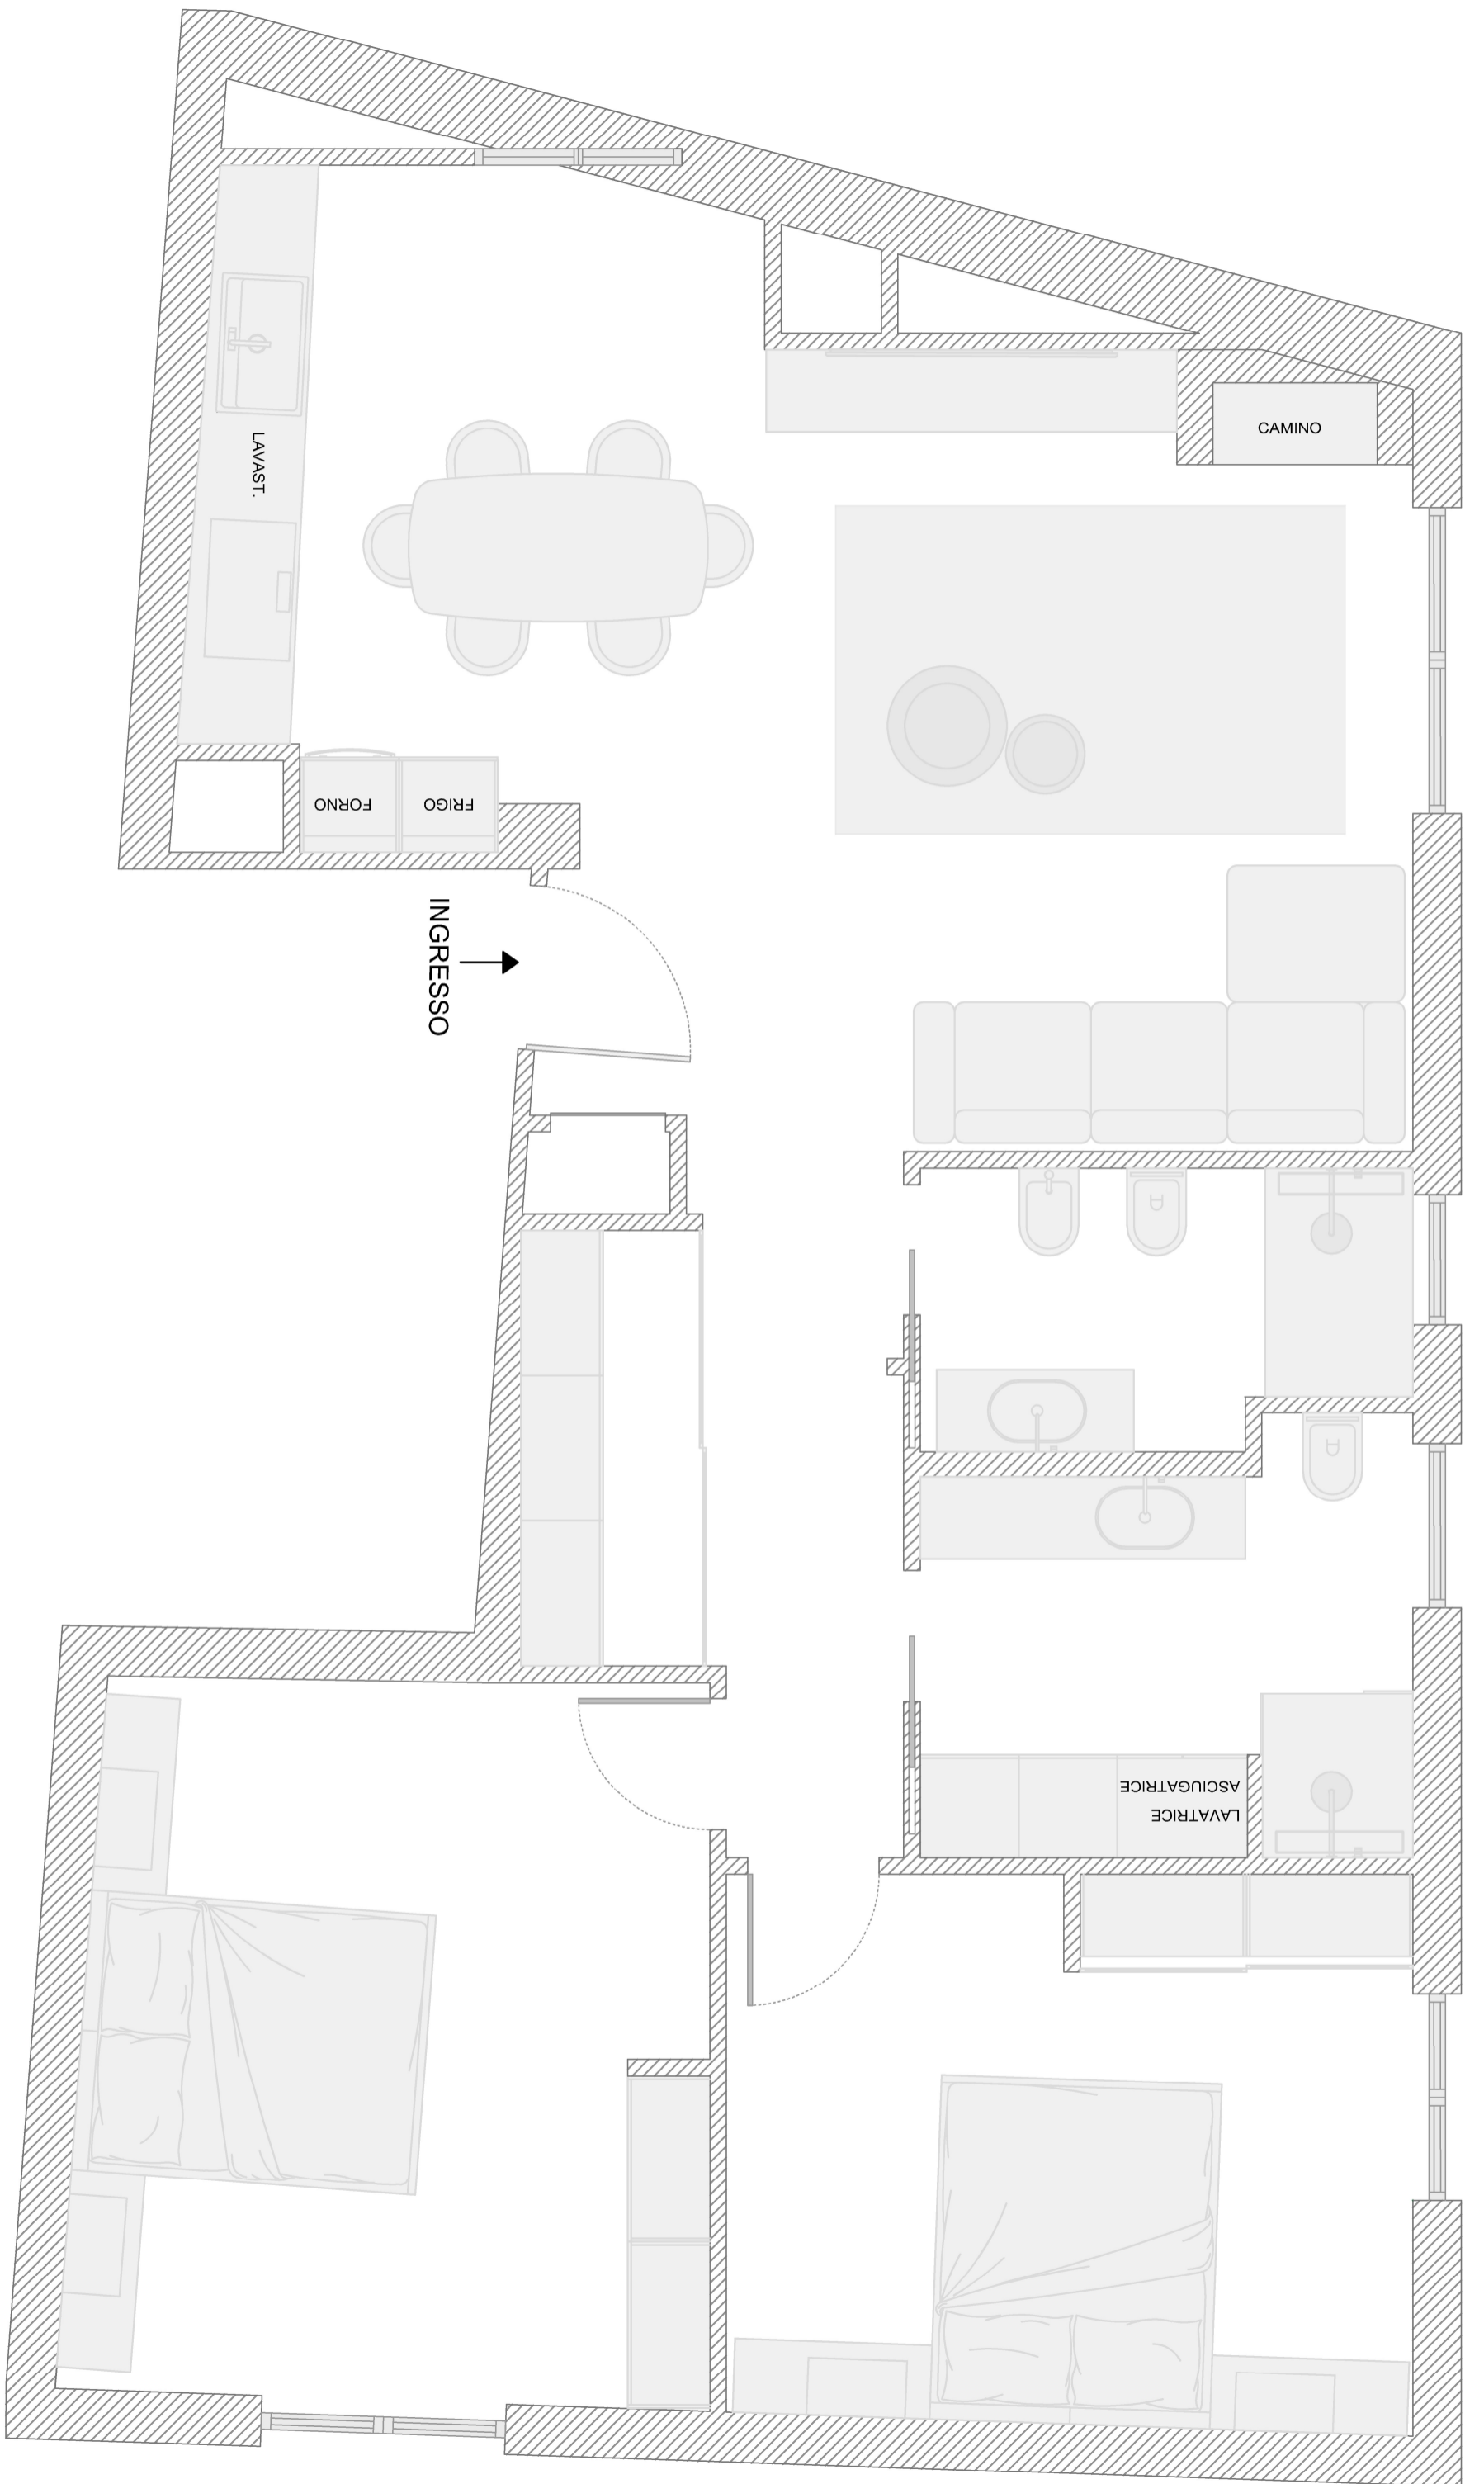 CAMINO
LAVAST.
FORNO
FRIGO
INGRESSO
LAVATRICE
ASCIUGATRICE